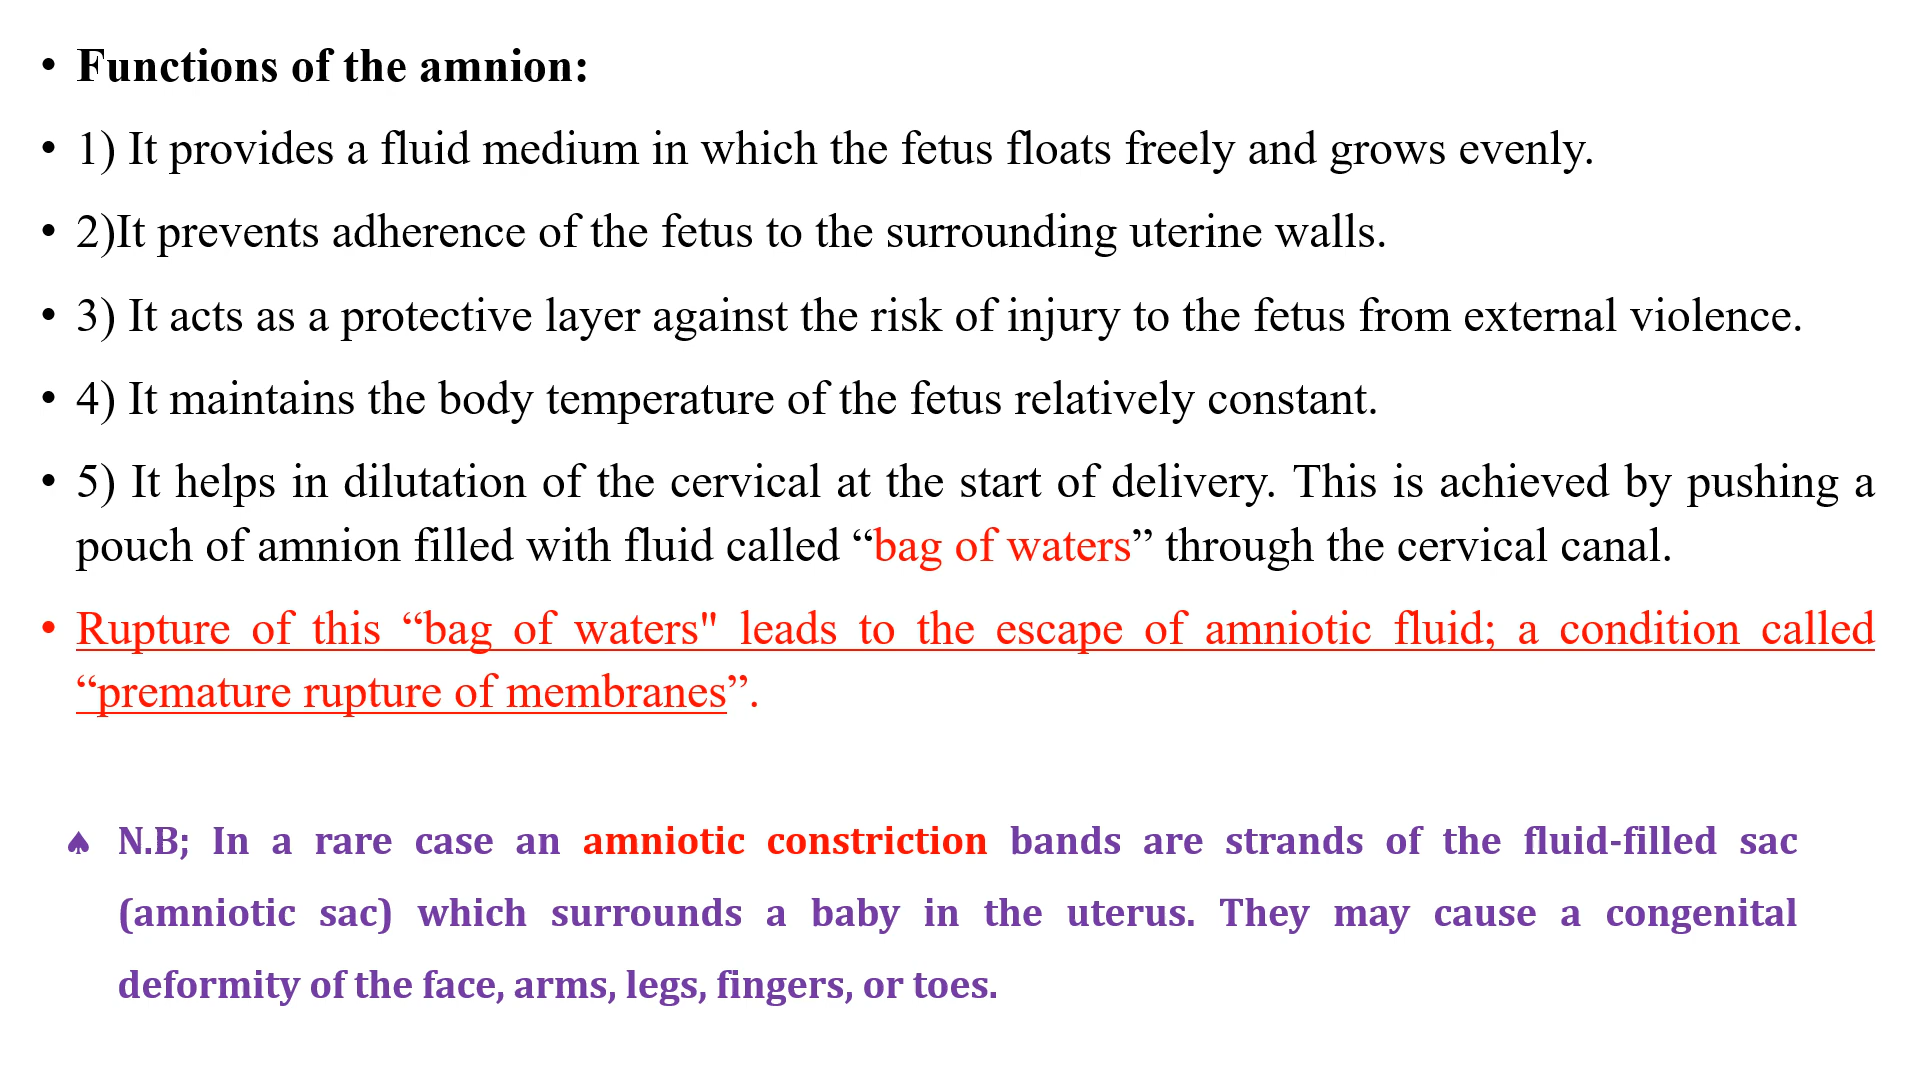 • Functions of the amnion:
• 1) It provides a fluid medium in which the fetus floats freely and grows evenly.
• 2)It prevents adherence of the fetus to the surrounding uterine walls.
• 3) It acts as a protective layer against the risk of injury to the fetus from external violence.
• 4) It maintains the body temperature of the fetus relatively constant.
• 5) It helps in dilutation of the cervical at the start of delivery. This is achieved by pushing a
pouch of amnion filled with fluid called “bag of waters” through the cervical canal.
• Rupture of this “bag of waters" leads to the escape of amniotic fluid; a condition called
“premature rupture of membranes”.
♠ N.B; In a rare case an amniotic constriction bands are strands of the fluid-filled sac
(amniotic sac) which surrounds a baby in the uterus. They may cause a congenital
deformity of the face, arms, legs, fingers, or toes.